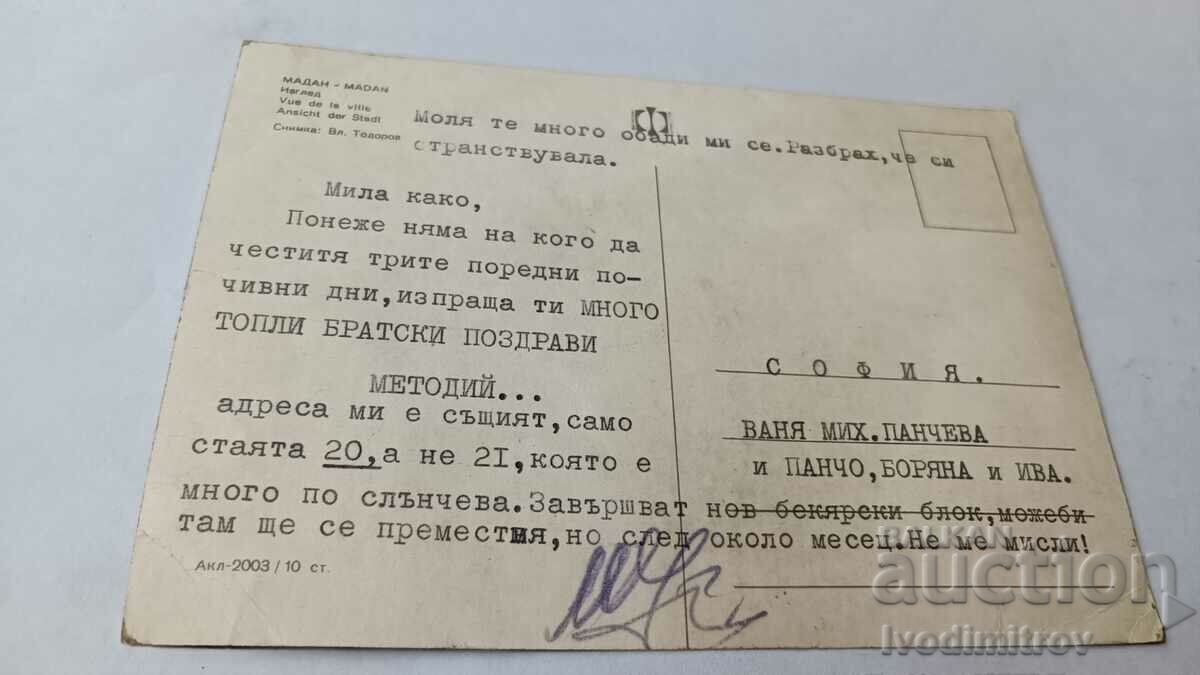 МАДАН - MADAN
Изглед
Vue de la ville
Ansicht der Stadt
Снимка: Вл. Тодоров
Моля те много обади ми се.Разбрах,че си
странствувала.
Мила како,
Понеже няма на кого да
честитя трите поредни по-
чивни дни,изпраща ти МНОГО
ТОПЛИ БРАТСКИ ПОЗДРАВИ
МЕТОДИЙ...
адреса ми е същият,само
стаята 20,а не 2I,която е
много по слънчева.Завършват нов бекярски блок,можеби
там ще се преместия,но след около месец.Не ме мисли!
Акл-2003/10 ст.
СОФИЯ.
ВАНЯ МИХ.ПАНЧЕВА
и ПАНЧО,БОРЯНА и ИВА.
BALKAN
auction
Ivodimitrov